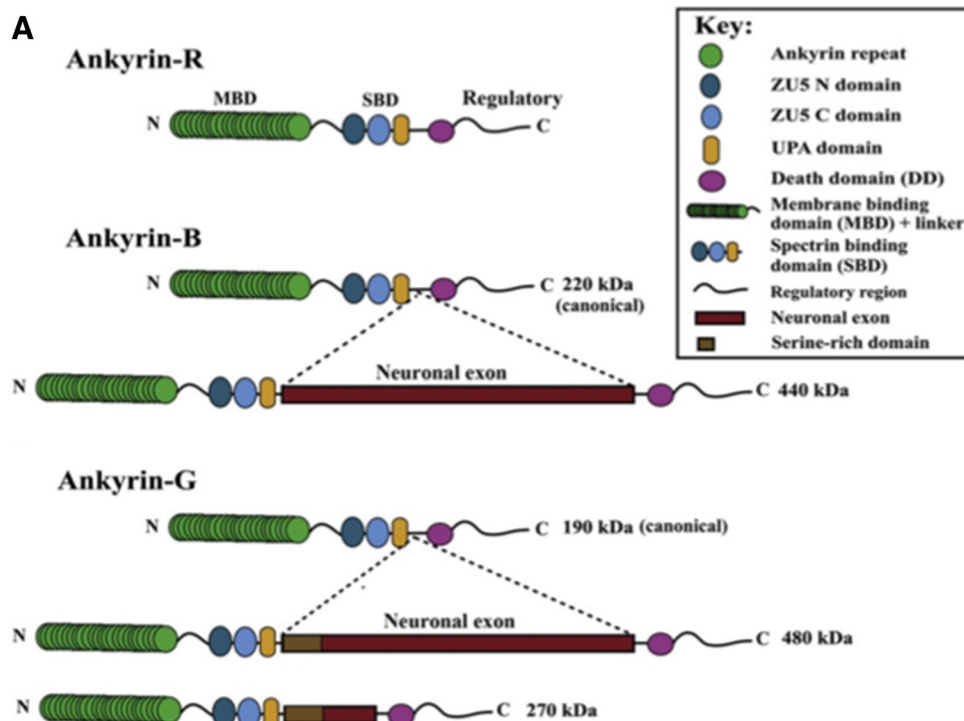 A
Ankyrin-R
MBD SBD Regulatory
N C
Ankyrin-B
N C 220 kDa
(canonical)
Neuronal exon
N C 440 kDa
Ankyrin-G
N C 190 kDa (canonical)
Neuronal exon
N C 480 kDa
N C 270 kDa
Key:
Ankyrin repeat
ZU5 N domain
ZU5 C domain
UPA domain
Death domain (DD)
Membrane binding
domain (MBD) + linker
Spectrin binding
domain (SBD)
Regulatory region
Neuronal exon
Serine-rich domain